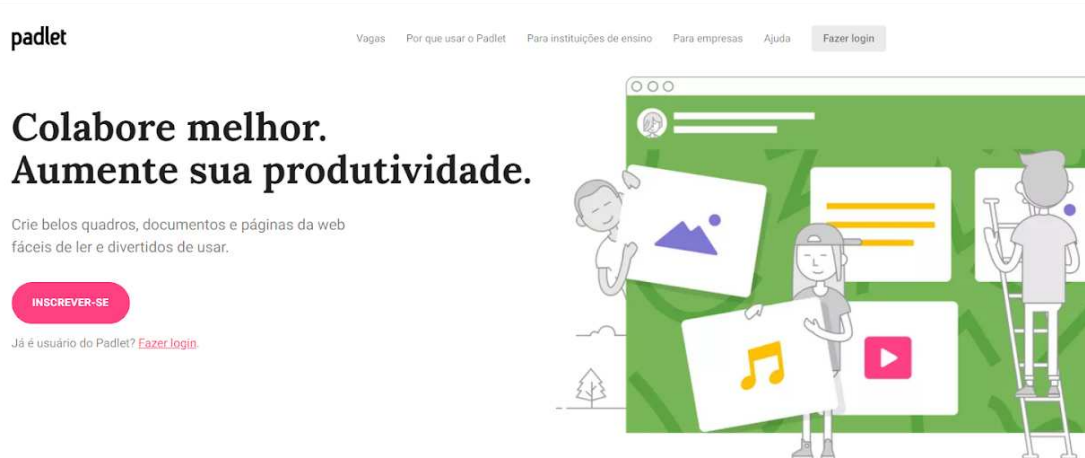 padlet
Vagas Por que usar o Padlet Para instituições de ensino Para empresas Ajuda Fazer login
Colabore melhor.
Aumente sua produtividade.
Crie belos quadros, documentos e páginas da web
fáceis de ler e divertidos de usar.
INSCREVER-SE
Já é usuário do Padlet? Fazer login.